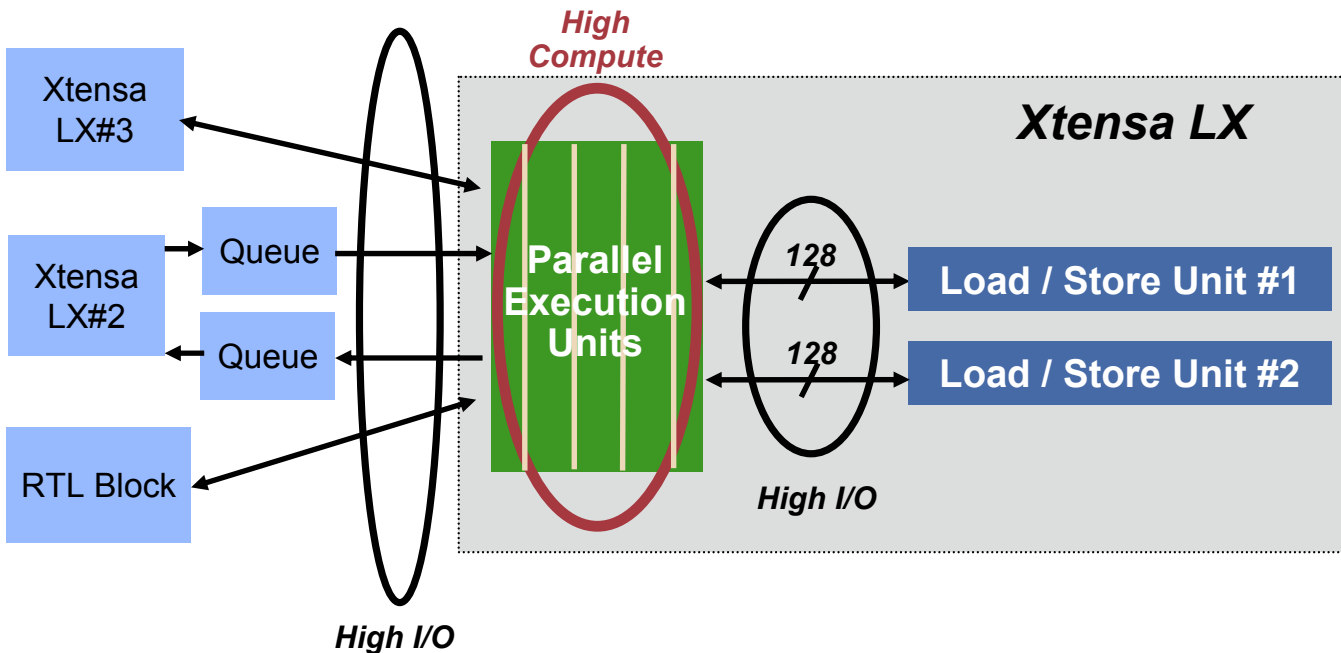 High
Compute
Xtensa
LX#3
Xtensa LX
Queue
Xtensa
LX#2
Queue
Parallel
Execution
Units
128
Load / Store Unit #1
128
Load / Store Unit #2
RTL Block
High I/O
High I/O